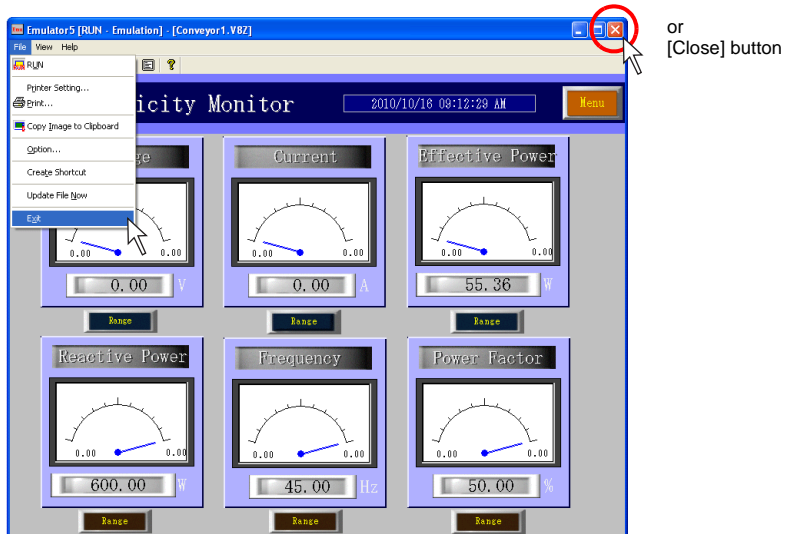 Emulator5 [RUN - Emulation] - [Conveyor1.V8Z]
or
[Close] button
File View Help
RUN
Printer Setting...
Print...
Copy Image to Clipboard
Option...
Create Shortcut
Update File Now
Exit
icity Monitor
2010/10/16 09:12:29 AM
Menu
ge
Current
Effective Power
0.00 0.00
0.00 0.00
0.00 0.00
0.00 V
0.00 A
55.36 W
Range
Range
Range
Reactive Power
Frequency
Power Factor
0.00 0.00
0.00 0.00
0.00 0.00
600.00 W
45.00 Hz
50.00 %
Range
Range
Range